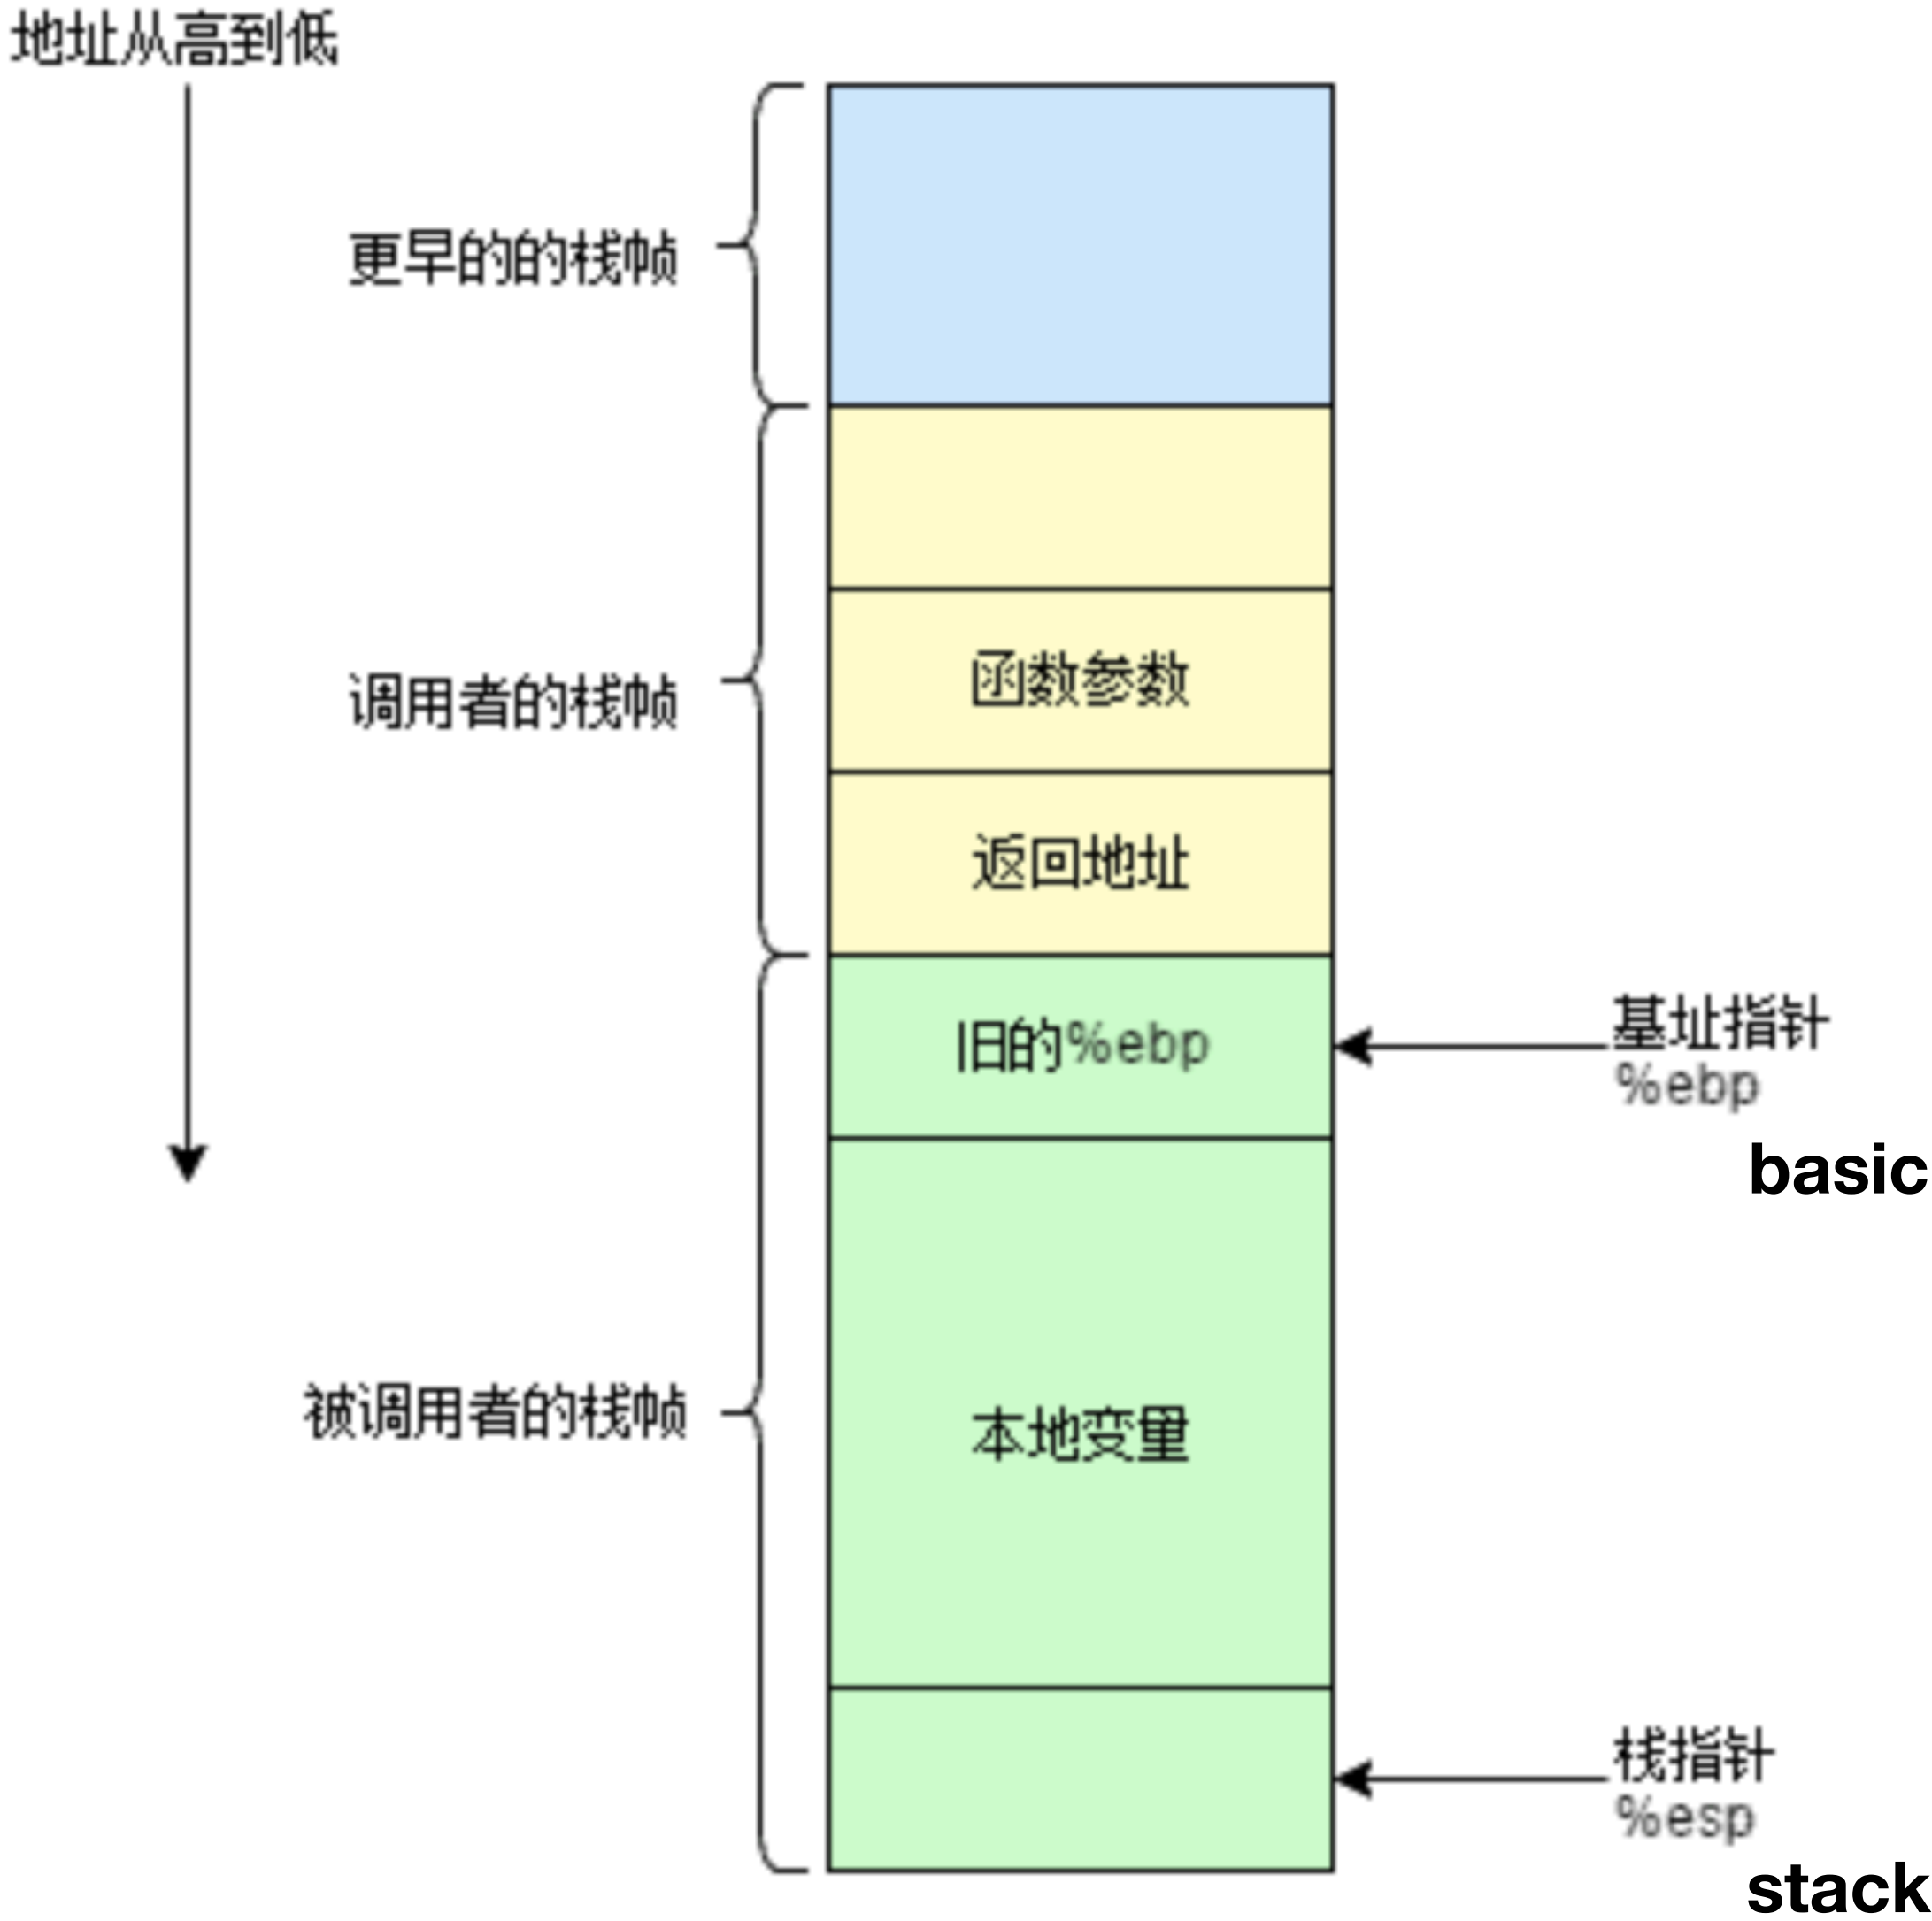 地址从高到低
更早的的栈帧
调用者的栈帧
函数参数
返回地址
旧的%ebp
基址指针
%ebp
basic
被调用者的栈帧
本地变量
栈指针
%esp
stack